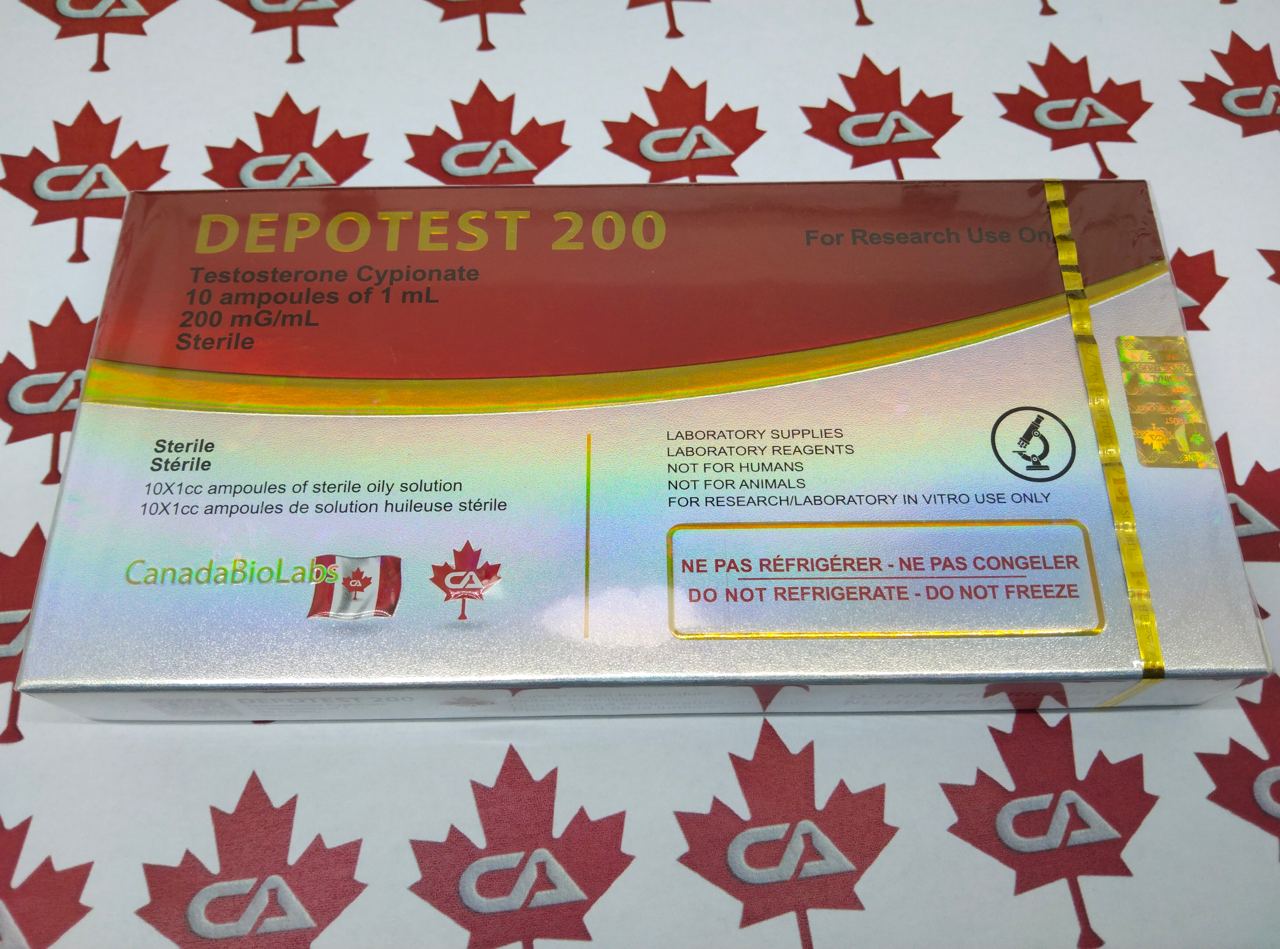 DEPOTEST 200
Testosterone Cypionate
10 ampoules of 1 mL
200 mG/mL
Sterile
For Research Use
Sterile
Stérile
10X1cc ampoules of sterile oily solution
10X1cc ampoules de solution huileuse stérile
CanadaBioLabs
CA
LABORATORY SUPPLIES
LABORATORY REAGENTS
NOT FOR HUMANS
NOT FOR ANIMALS
FOR RESEARCH/LABORATORY IN VITRO USE ONLY
NE PAS RÉFRIGÉRER - NE PAS CONGELER
DO NOT REFRIGERATE - DO NOT FREEZE
DEPOTEST 200